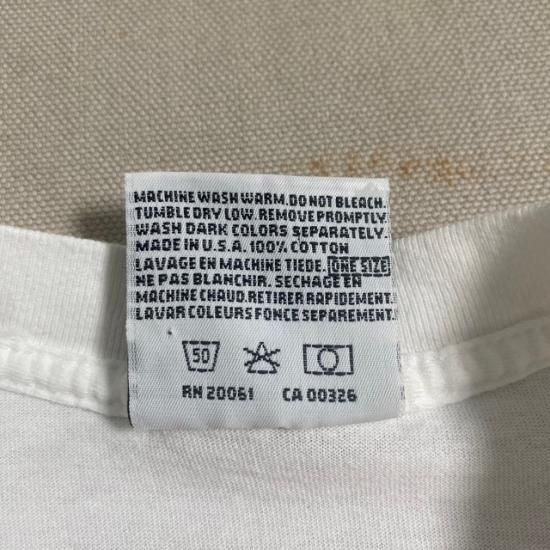 MACHINE WASH WARM. DO NOT BLEACH.
TUMBLE DRY LOW. REMOVE PROMPTLY
WASH DARK COLORS SEPARATELY.
MADE IN U.S.A. 100% COTTON
LAVAGE EN MACHINE TIEDE. ONE SIZE
NE PAS BLANCHIR. SECHAGE EN
MACHINE CHAUD. RETIRER RAPIDEMENT.
LAVAR COLEURS FONCE SEPAREMENT.
50
RN 20061 CA 00326